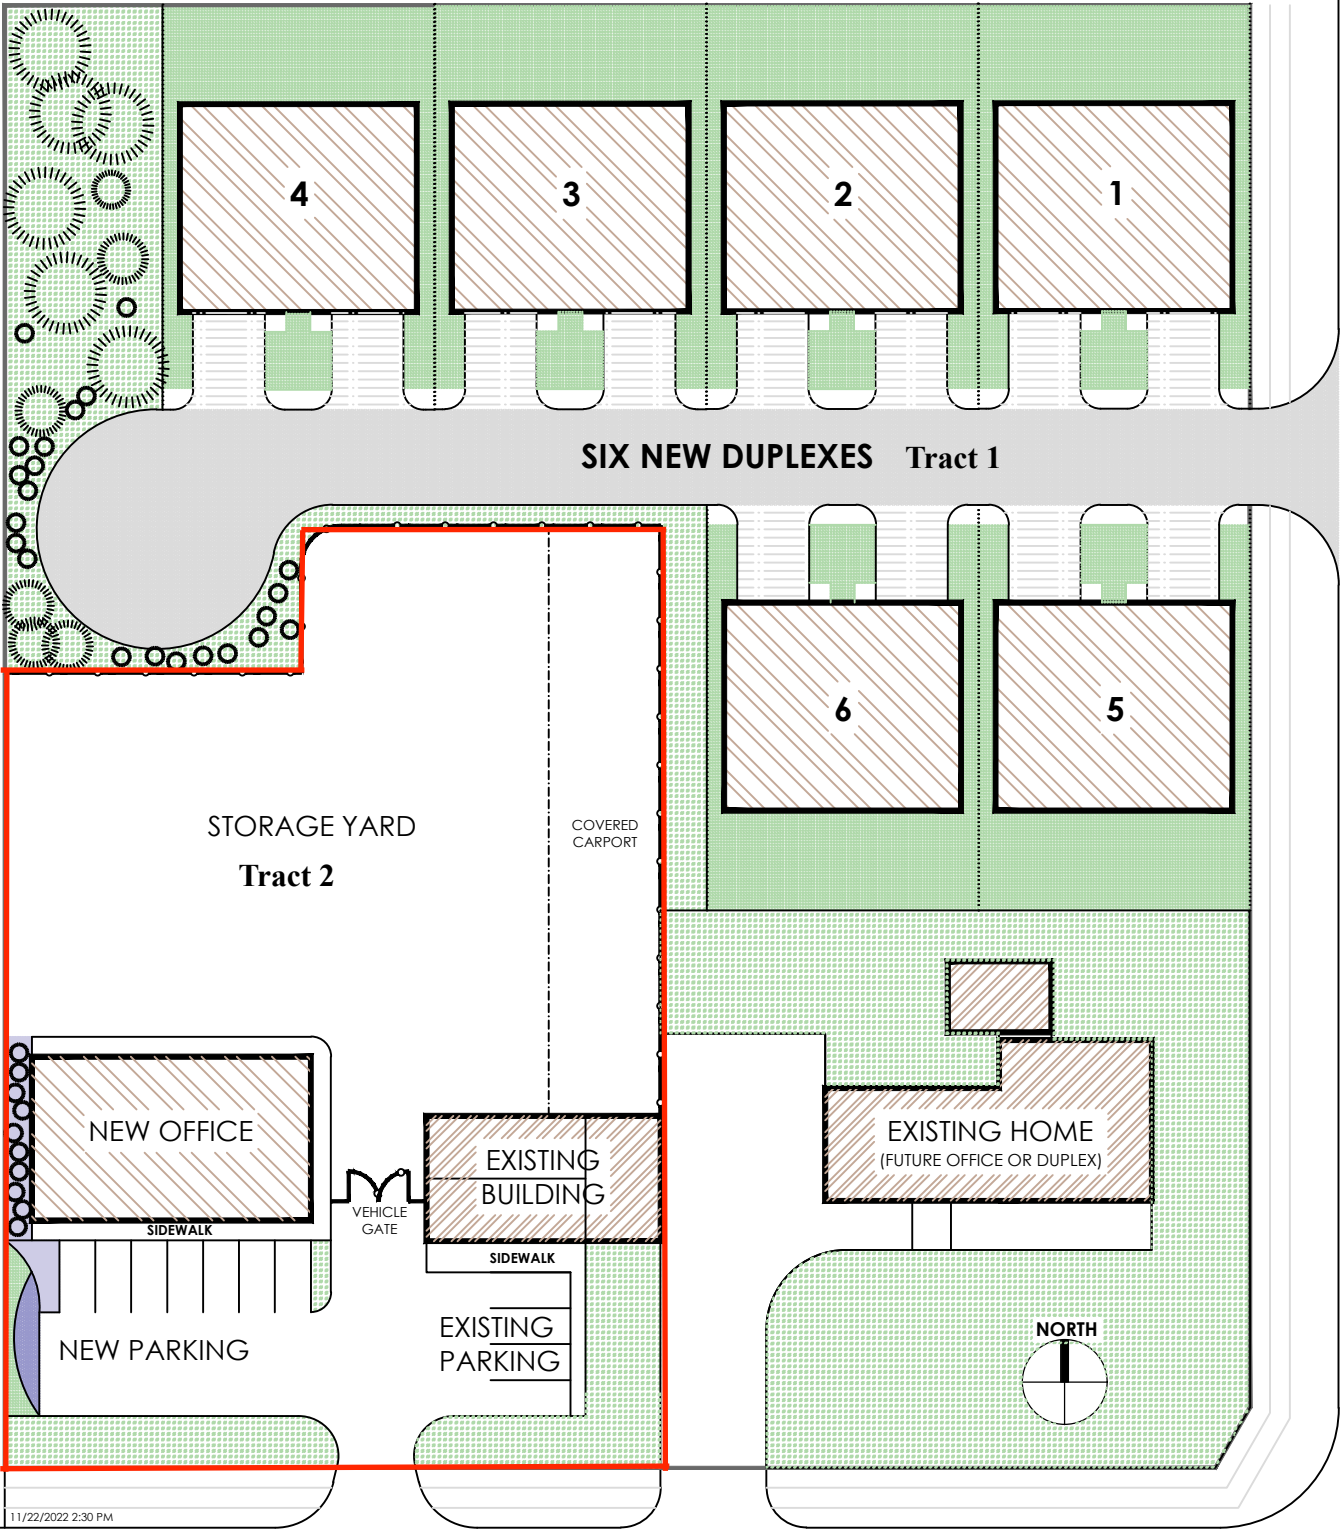 4
3
2
1
SIX NEW DUPLEXES Tract 1
6
5
STORAGE YARD
Tract 2
COVERED
CARPORT
NEW OFFICE
SIDEWALK
VEHICLE
GATE
EXISTING
BUILDING
SIDEWALK
EXISTING HOME
(FUTURE OFFICE OR DUPLEX)
NEW PARKING
EXISTING
PARKING
NORTH
11/22/2022 2:30 PM